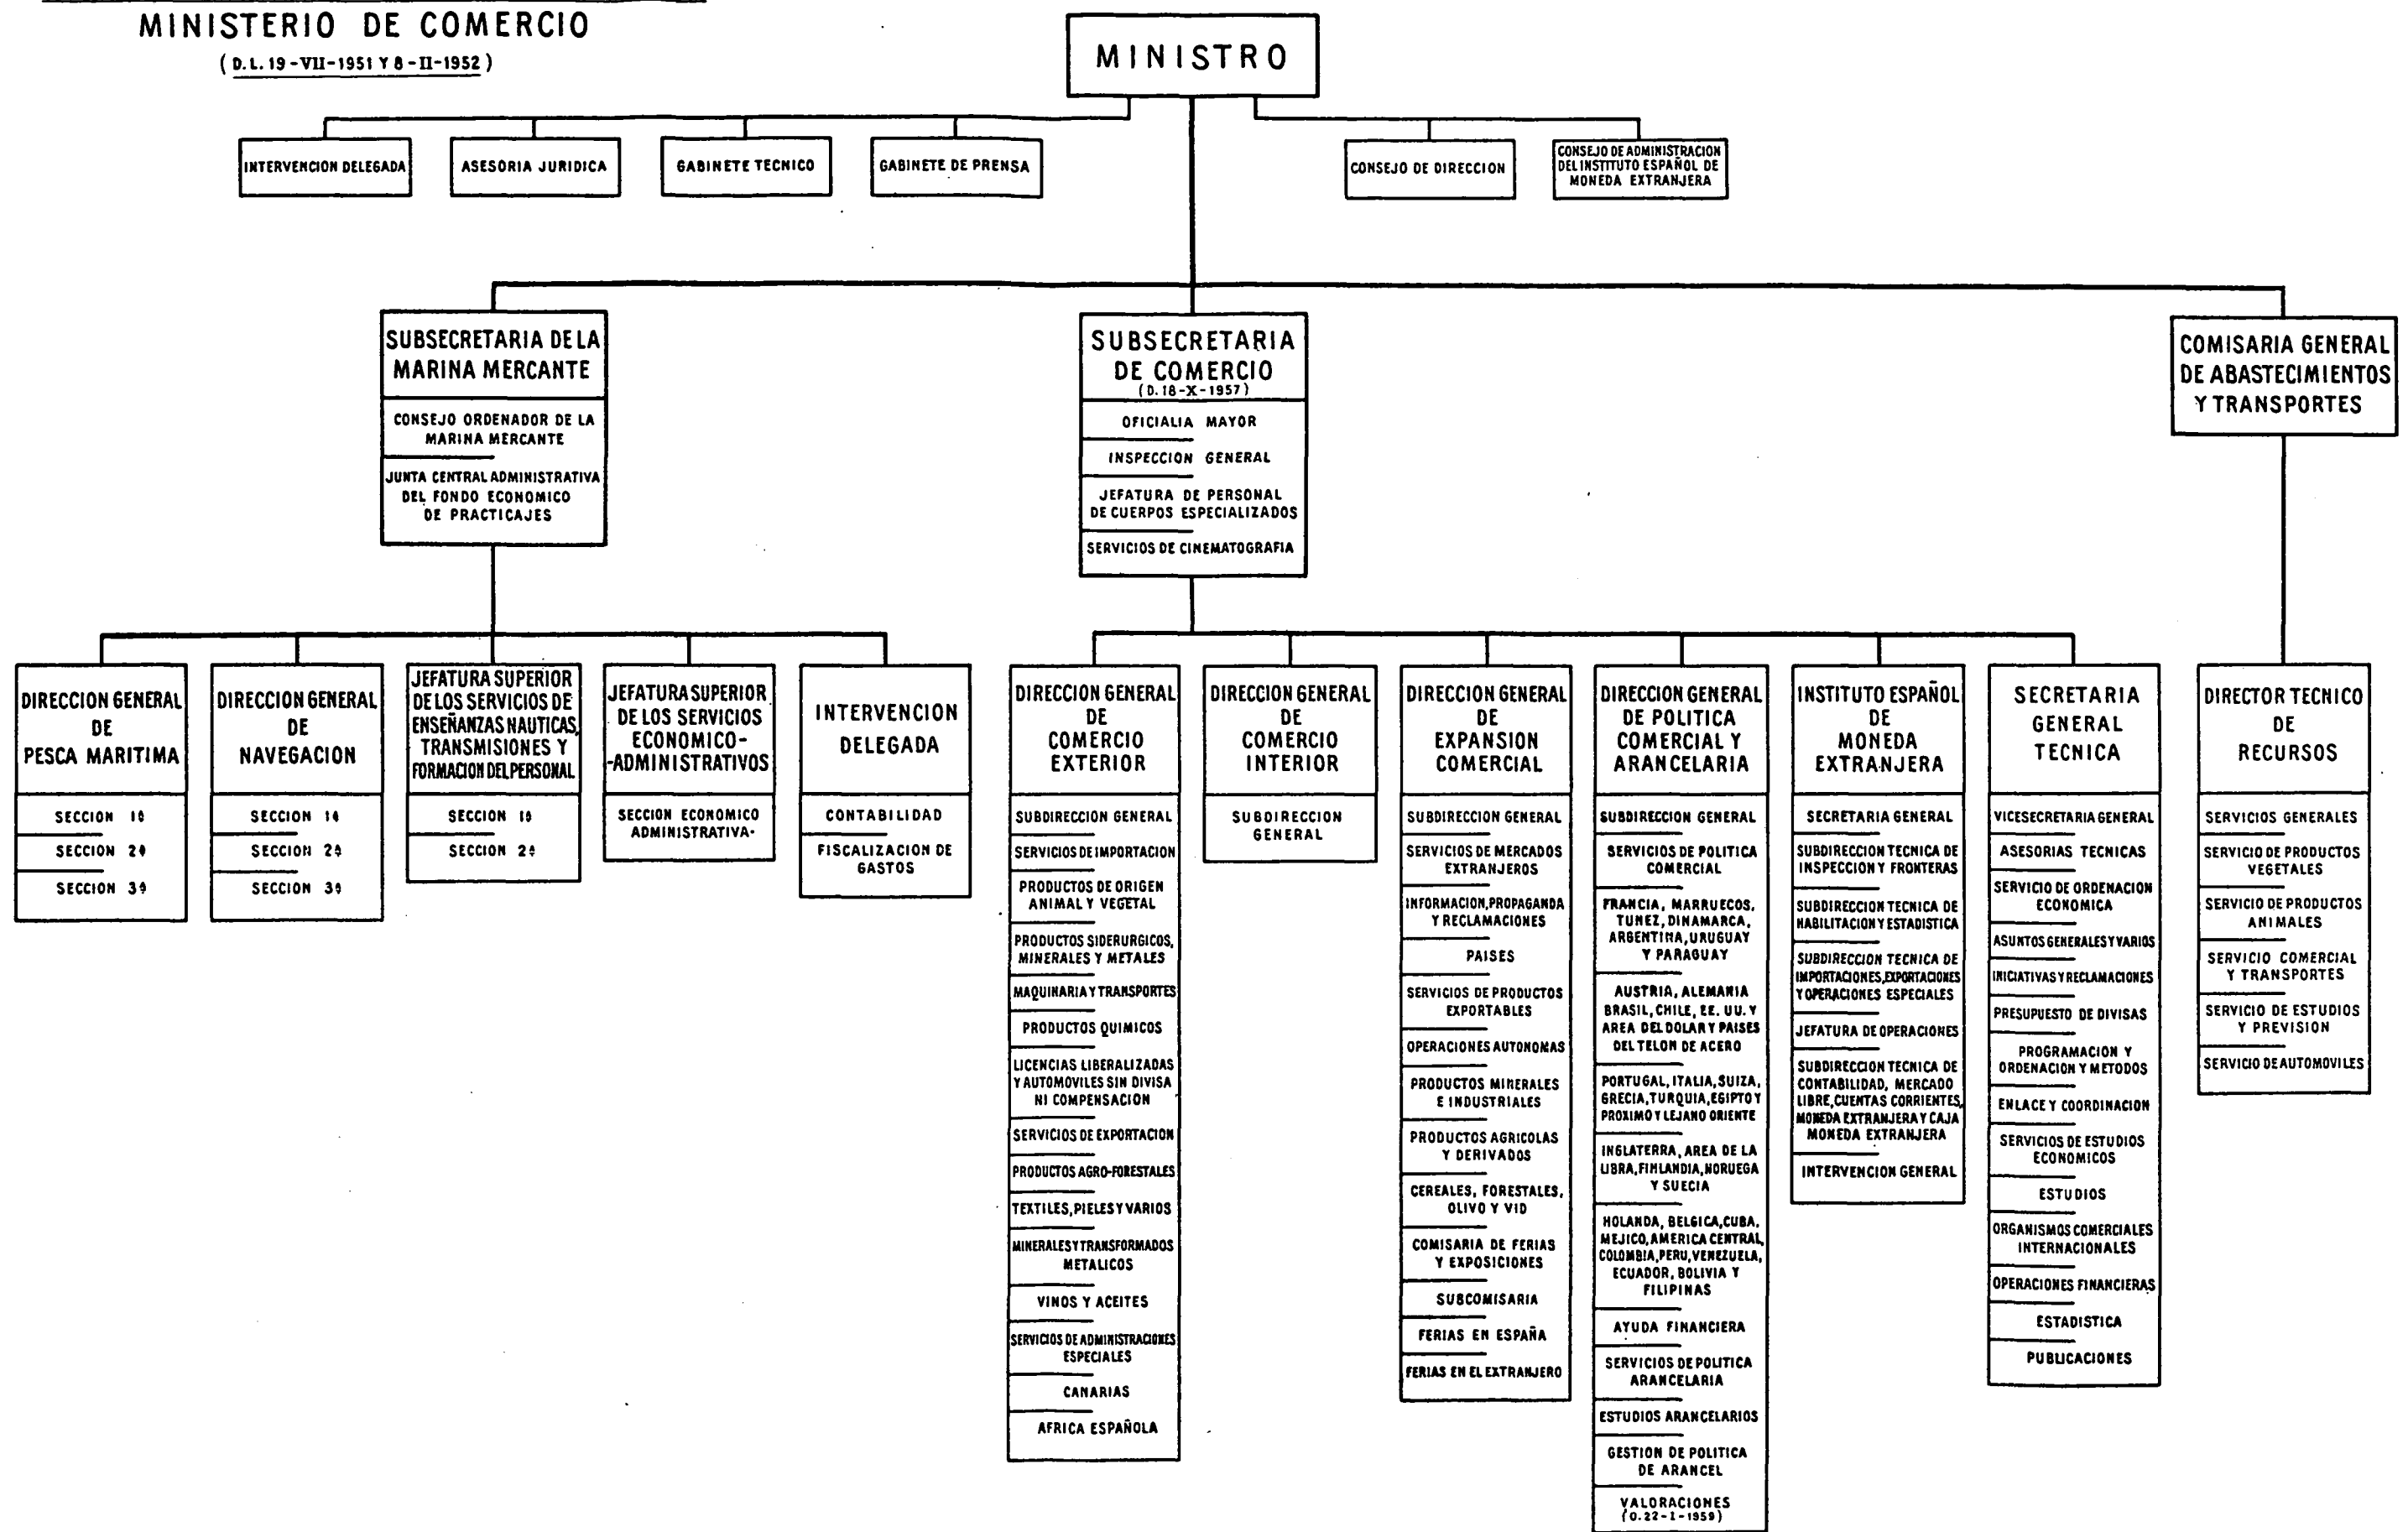 MINISTERIO DE COMERCIO
( D.L. 19-VII-1951 Y 8-II-1952 )
MINISTRO
INTERVENCION DELEGADA
ASESORIA JURIDICA
GABINETE TECNICO
GABINETE DE PRENSA
CONSEJO DE DIRECCION
CONSEJO DE ADMINISTRACION
DEL INSTITUTO ESPAÑOL DE
MONEDA EXTRANJERA
SUBSECRETARIA DE LA
MARINA MERCANTE
CONSEJO ORDENADOR DE LA
MARINA MERCANTE
JUNTA CENTRAL ADMINISTRATIVA
DEL FONDO ECONOMICO
DE PRACTICAJES
SUBSECRETARIA
DE COMERCIO
(D. 18-X-1957)
OFICIALIA MAYOR
INSPECCION GENERAL
JEFATURA DE PERSONAL
DE CUERPOS ESPECIALIZADOS
SERVICIOS DE CINEMATOGRAFIA
COMISARIA GENERAL
DE ABASTECIMIENTOS
Y TRANSPORTES
DIRECCION GENERAL
DE
PESCA MARITIMA
SECCION 1ª
SECCION 2ª
SECCION 3ª
DIRECCION GENERAL
DE
NAVEGACION
SECCION 1ª
SECCION 2ª
SECCION 3ª
JEFATURA SUPERIOR
DE LOS SERVICIOS DE
ENSEÑANZAS NAUTICAS,
TRANSMISIONES Y
FORMACION DEL PERSONAL
SECCION 1ª
SECCION 2ª
JEFATURA SUPERIOR
DE LOS SERVICIOS
ECONOMICO-
-ADMINISTRATIVOS
SECCION ECONOMICO
ADMINISTRATIVA-
INTERVENCION
DELEGADA
CONTABILIDAD
FISCALIZACION DE
GASTOS
DIRECCION GENERAL
DE
COMERCIO
EXTERIOR
SUBDIRECCION GENERAL
SERVICIOS DE IMPORTACION
PRODUCTOS DE ORIGEN
ANIMAL Y VEGETAL
PRODUCTOS SIDERURGICOS,
MINERALES Y METALES
MAQUINARIA Y TRANSPORTES
PRODUCTOS QUIMICOS
LICENCIAS LIBERALIZADAS
Y AUTOMOVILES SIN DIVISA
NI COMPENSACION
SERVICIOS DE EXPORTACION
PRODUCTOS AGRO-FORESTALES
TEXTILES, PIELES Y VARIOS
MINERALES Y TRANSFORMADOS
METALICOS
VINOS Y ACEITES
SERVICIOS DE ADMINISTRACIONES
ESPECIALES
CANARIAS
AFRICA ESPAÑOLA
DIRECCION GENERAL
DE
COMERCIO
INTERIOR
SUBDIRECCION
GENERAL
DIRECCION GENERAL
DE
EXPANSION
COMERCIAL
SUBDIRECCION GENERAL
SERVICIOS DE MERCADOS
EXTRANJEROS
INFORMACION, PROPAGANDA
Y RECLAMACIONES
PAISES
SERVICIOS DE PRODUCTOS
EXPORTABLES
OPERACIONES AUTONOMAS
PRODUCTOS MINERALES
E INDUSTRIALES
PRODUCTOS AGRICOLAS
Y DERIVADOS
CEREALES, FORESTALES,
OLIVO Y VID
COMISARIA DE FERIAS
Y EXPOSICIONES
SUBCOMISARIA
FERIAS EN ESPAÑA
FERIAS EN EL EXTRANJERO
DIRECCION GENERAL
DE POLITICA
COMERCIAL Y
ARANCELARIA
SUBDIRECCION GENERAL
SERVICIOS DE POLITICA
COMERCIAL
FRANCIA, MARRUECOS,
TUNEZ, DINAMARCA,
ARGENTINA, URUGUAY
Y PARAGUAY
AUSTRIA, ALEMANIA
BRASIL, CHILE, EE. UU. Y
AREA DEL DOLAR Y PAISES
DEL TELON DE ACERO
PORTUGAL, ITALIA, SUIZA,
GRECIA, TURQUIA, EGIPTO Y
PROXIMO Y LEJANO ORIENTE
INGLATERRA, AREA DE LA
LIBRA, FINLANDIA, NORUEGA
Y SUECIA
HOLANDA, BELGICA, CUBA,
MEJICO, AMERICA CENTRAL,
COLOMBIA, PERU, VENEZUELA,
ECUADOR, BOLIVIA Y
FILIPINAS
AYUDA FINANCIERA
SERVICIOS DE POLITICA
ARANCELARIA
ESTUDIOS ARANCELARIOS
GESTION DE POLITICA
DE ARANCEL
VALORACIONES
(O. 22-I-1959)
INSTITUTO ESPAÑOL
DE
MONEDA
EXTRANJERA
SECRETARIA GENERAL
SUBDIRECCION TECNICA DE
INSPECCION Y FRONTERAS
SUBDIRECCION TECNICA DE
HABILITACION Y ESTADISTICA
SUBDIRECCION TECNICA DE
IMPORTACIONES, EXPORTACIONES
Y OPERACIONES ESPECIALES
JEFATURA DE OPERACIONES
SUBDIRECCION TECNICA DE
CONTABILIDAD, MERCADO
LIBRE, CUENTAS CORRIENTES,
MONEDA EXTRANJERA Y CAJA
MONEDA EXTRANJERA
INTERVENCION GENERAL
SECRETARIA
GENERAL
TECNICA
VICESECRETARIA GENERAL
ASESORIAS TECNICAS
SERVICIO DE ORDENACION
ECONOMICA
ASUNTOS GENERALES Y VARIOS
INICIATIVAS Y RECLAMACIONES
PRESUPUESTO DE DIVISAS
PROGRAMACION Y
ORDENACION Y METODOS
ENLACE Y COORDINACION
SERVICIOS DE ESTUDIOS
ECONOMICOS
ESTUDIOS
ORGANISMOS COMERCIALES
INTERNACIONALES
OPERACIONES FINANCIERAS
ESTADISTICA
PUBLICACIONES
DIRECTOR TECNICO
DE
RECURSOS
SERVICIOS GENERALES
SERVICIO DE PRODUCTOS
VEGETALES
SERVICIO DE PRODUCTOS
ANIMALES
SERVICIO COMERCIAL
Y TRANSPORTES
SERVICIO DE ESTUDIOS
Y PREVISION
SERVICIO DE AUTOMOVILES